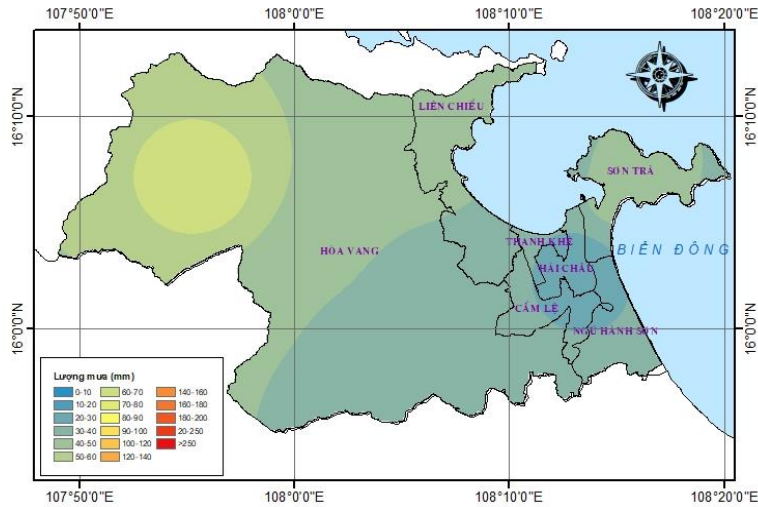 107°50'0"E 108°0'0"E 108°10'0"E 108°20'0"E
16°10'0"N 16°10'0"N
LIÊN CHIỂU
SƠN TRÀ
HÒA VANG
THANH KHÊ
BIỂN ĐÔNG
HẢI CHÂU
CẨM LỆ
16°0'0"N 16°0'0"N
NGŨ HÀNH SƠN
Lượng mưa (mm)
0-10 60-70 140-160
10-20 70-80 160-180
20-30 80-90 180-200
30-40 90-100 20-250
40-50 100-120 >250
50-60 120-140
107°50'0"E 108°0'0"E 108°10'0"E 108°20'0"E